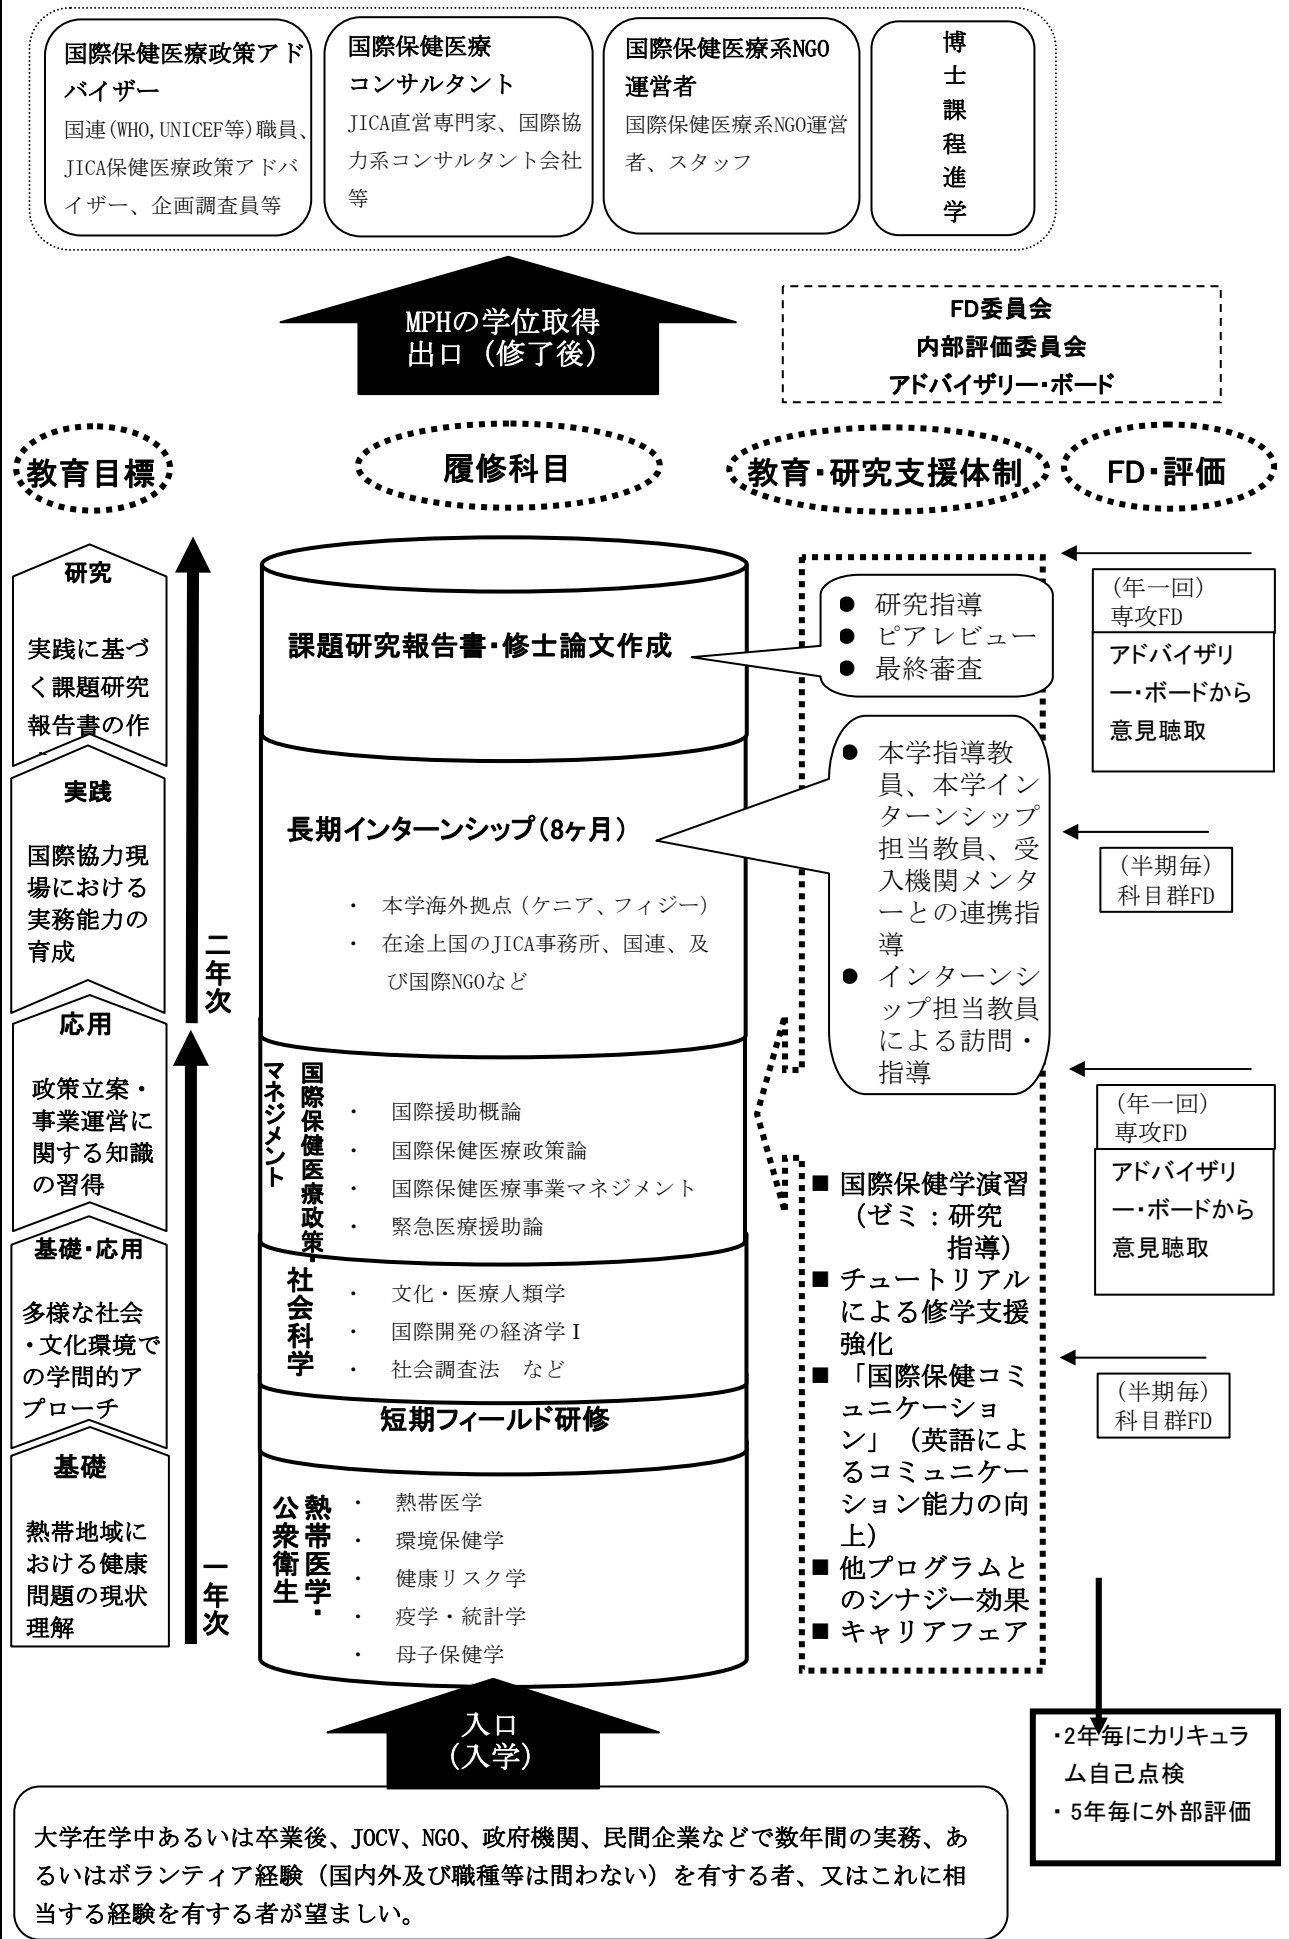 国際保健医療政策アド
バイザー
国連(WHO,UNICEF等)職員、
JICA保健医療政策アドバ
イザー、企画調査員等
国際保健医療
コンサルタント
JICA直営専門家、国際協
力系コンサルタント会社
等
国際保健医療系NGO
運営者
国際保健医療系NGO運営
者、スタッフ
博士課程進学
MPHの学位取得
出口（修了後）
FD委員会
内部評価委員会
アドバイザリー・ボード
教育目標
履修科目
教育・研究支援体制
FD・評価
研究
実践に基づ
く課題研究
報告書の作
実践
国際協力現
場における
実務能力の
育成
応用
政策立案・
事業運営に
関する知識
の習得
基礎・応用
多様な社会
・文化環境で
の学問的ア
プローチ
基礎
熱帯地域に
おける健康
問題の現状
理解
二年次
一年次
課題研究報告書・修士論文作成
長期インターンシップ（8ヶ月）
・ 本学海外拠点（ケニア、フィジー）
・ 在途上国のJICA事務所、国連、及
び国際NGOなど
国際保健医療政策・
マネジメント
・ 国際援助概論
・ 国際保健医療政策論
・ 国際保健医療事業マネジメント
・ 緊急医療援助論
社会科学
・ 文化・医療人類学
・ 国際開発の経済学Ⅰ
・ 社会調査法　など
短期フィールド研修
熱帯医学・
公衆衛生
・ 熱帯医学
・ 環境保健学
・ 健康リスク学
・ 疫学・統計学
・ 母子保健学
● 研究指導
● ピアレビュー
● 最終審査
● 本学指導教
員、本学イン
ターンシップ
担当教員、受
入機関メンタ
ーとの連携指
導
● インターンシ
ップ担当教員
による訪問・
指導
■ 国際保健学演習
（ゼミ：研究
指導）
■ チュートリアル
による修学支援
強化
■ 「国際保健コミ
ュニケーショ
ン」（英語によ
るコミュニケー
ション能力の向
上）
■ 他プログラムと
のシナジー効果
■ キャリアフェア
（年一回）
専攻FD
アドバイザリ
ー・ボードから
意見聴取
（半期毎）
科目群FD
（年一回）
専攻FD
アドバイザリ
ー・ボードから
意見聴取
（半期毎）
科目群FD
・2年毎にカリキュラ
ム自己点検
・5年毎に外部評価
入口
（入学）
大学在学中あるいは卒業後、JOCV、NGO、政府機関、民間企業などで数年間の実務、あ
るいはボランティア経験（国内外及び職種等は問わない）を有する者、又はこれに相
当する経験を有する者が望ましい。